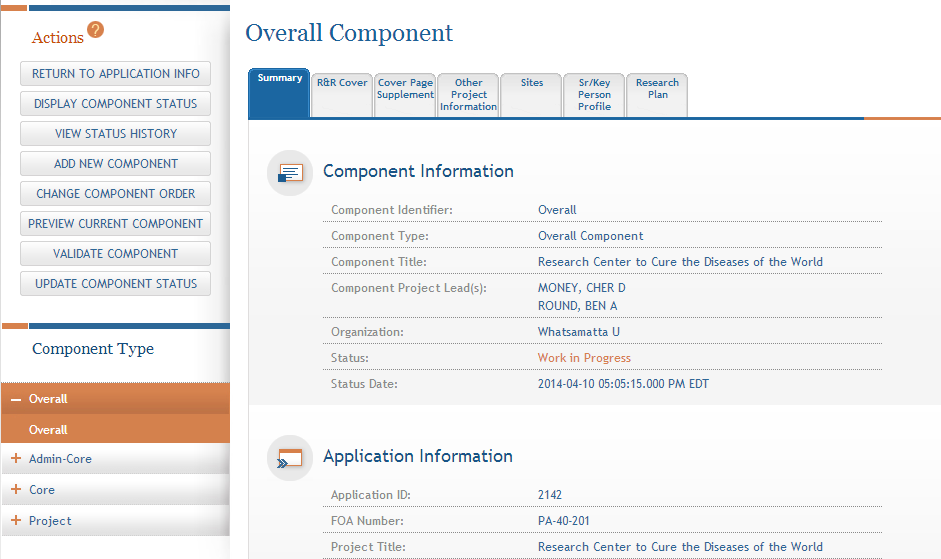 Actions ?
RETURN TO APPLICATION INFO
DISPLAY COMPONENT STATUS
VIEW STATUS HISTORY
ADD NEW COMPONENT
CHANGE COMPONENT ORDER
PREVIEW CURRENT COMPONENT
VALIDATE COMPONENT
UPDATE COMPONENT STATUS
Component Type
Overall
Overall
Admin-Core
Core
Project
Overall Component
Summary
R&R Cover
Cover Page
Supplement
Other
Project
Information
Sites
Sr/Key
Person
Profile
Research
Plan
Component Information
Component Identifier: Overall
Component Type: Overall Component
Component Title: Research Center to Cure the Diseases of the World
Component Project Lead(s): MONEY, CHER D
ROUND, BEN A
Organization: Whatsamatta U
Status: Work in Progress
Status Date: 2014-04-10 05:05:15.000 PM EDT
Application Information
Application ID: 2142
FOA Number: PA-40-201
Project Title: Research Center to Cure the Diseases of the World